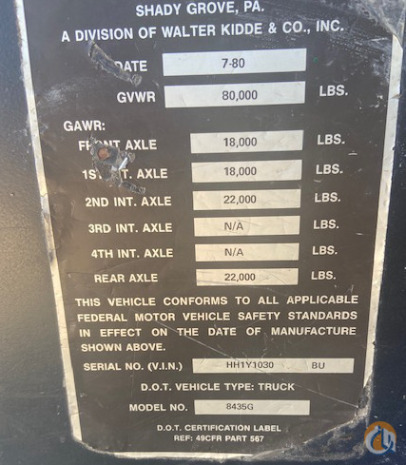 SHADY GROVE, PA.
A DIVISION OF WALTER KIDDE & CO., INC.
DATE 7-80
GVWR 80,000 LBS.
GAWR:
FRONT AXLE 18,000 LBS.
1ST INT. AXLE 18,000 LBS.
2ND INT. AXLE 22,000 LBS.
3RD INT. AXLE N/A LBS.
4TH INT. AXLE N/A LBS.
REAR AXLE 22,000 LBS.
THIS VEHICLE CONFORMS TO ALL APPLICABLE
FEDERAL MOTOR VEHICLE SAFETY STANDARDS
IN EFFECT ON THE DATE OF MANUFACTURE
SHOWN ABOVE.
SERIAL NO. (V.I.N.) HH1Y1030 BU
D.O.T. VEHICLE TYPE: TRUCK
MODEL NO. 8435G
D.O.T. CERTIFICATION LABEL
REF: 49CFR PART 567